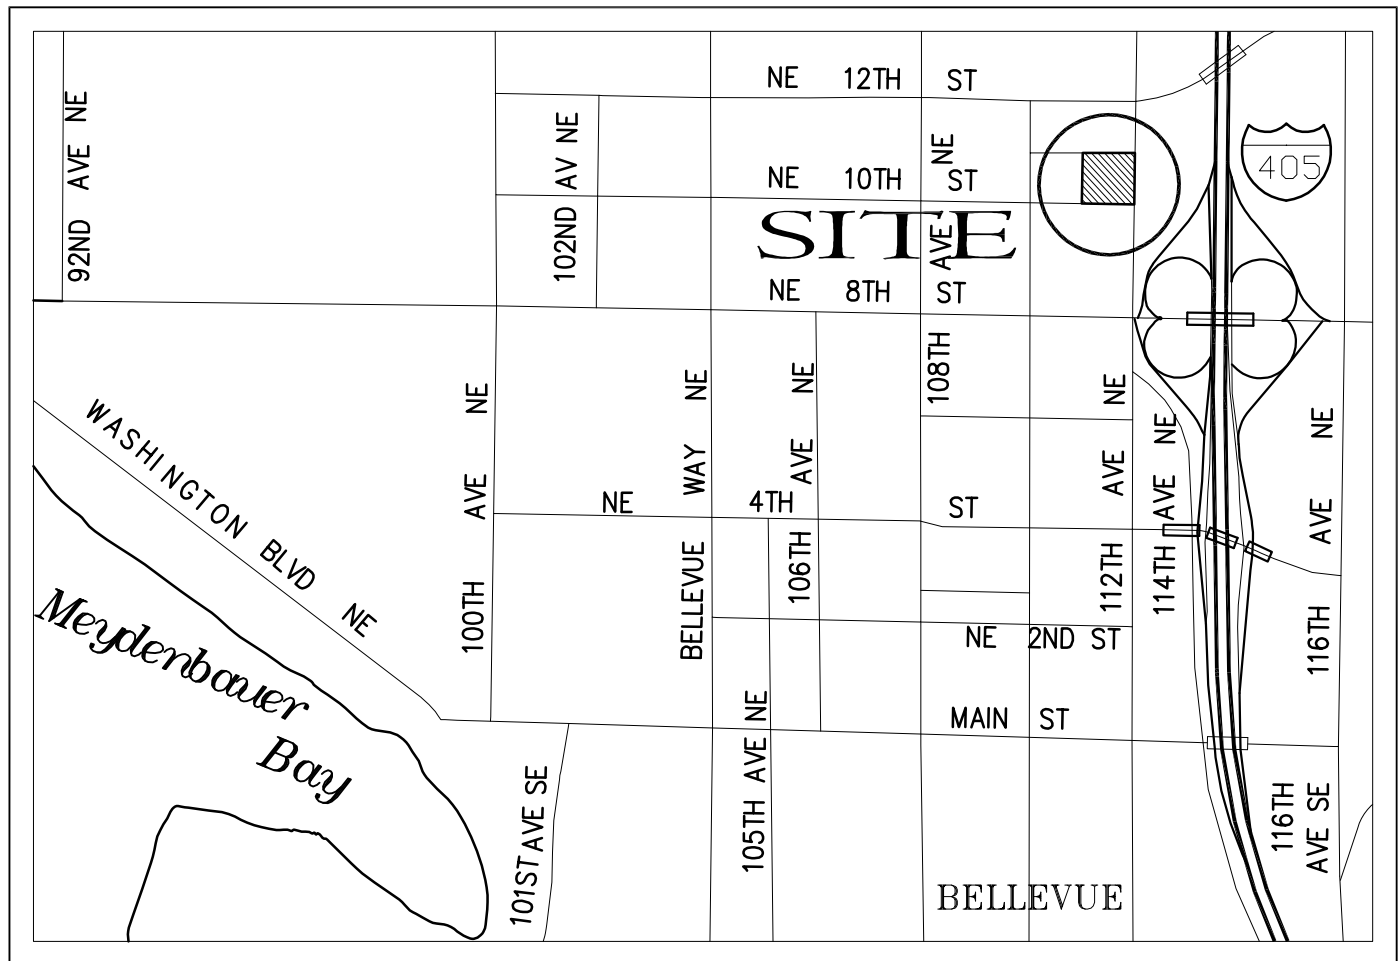 NE 12TH ST
92ND AVE NE
102ND AV NE
NE 10TH ST
405
SITE
108TH AVE NE
NE 8TH ST
WASHINGTON BLVD NE
100TH AVE NE
BELLEVUE WAY NE
106TH AVE NE
112TH AVE NE
114TH AVE NE
116TH AVE NE
NE 4TH ST
Meydenbauer
Bay
NE 2ND ST
MAIN ST
101ST AVE SE
105TH AVE NE
116TH
AVE SE
BELLEVUE